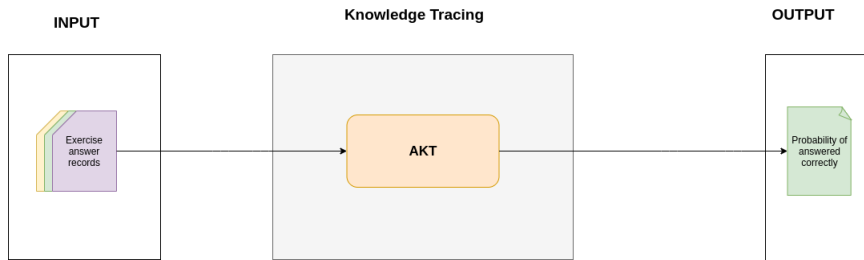 INPUT
Knowledge Tracing
OUTPUT
Exercise
answer
records
AKT
Probability of
answered
correctly